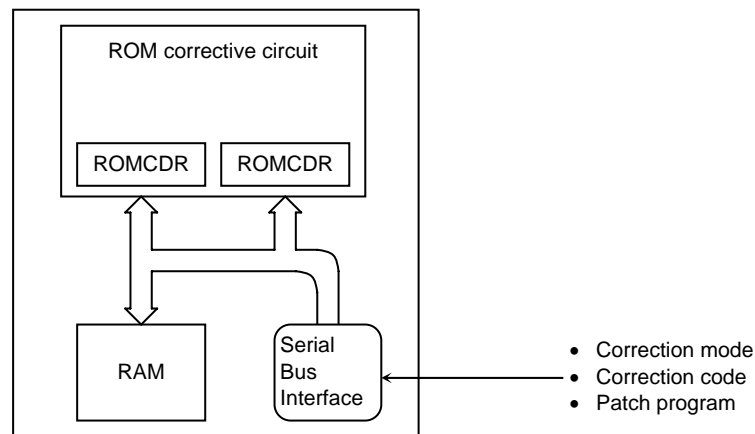 ROM corrective circuit
ROMCDR
ROMCDR
RAM
Serial
Bus
Interface
• Correction mode
• Correction code
• Patch program